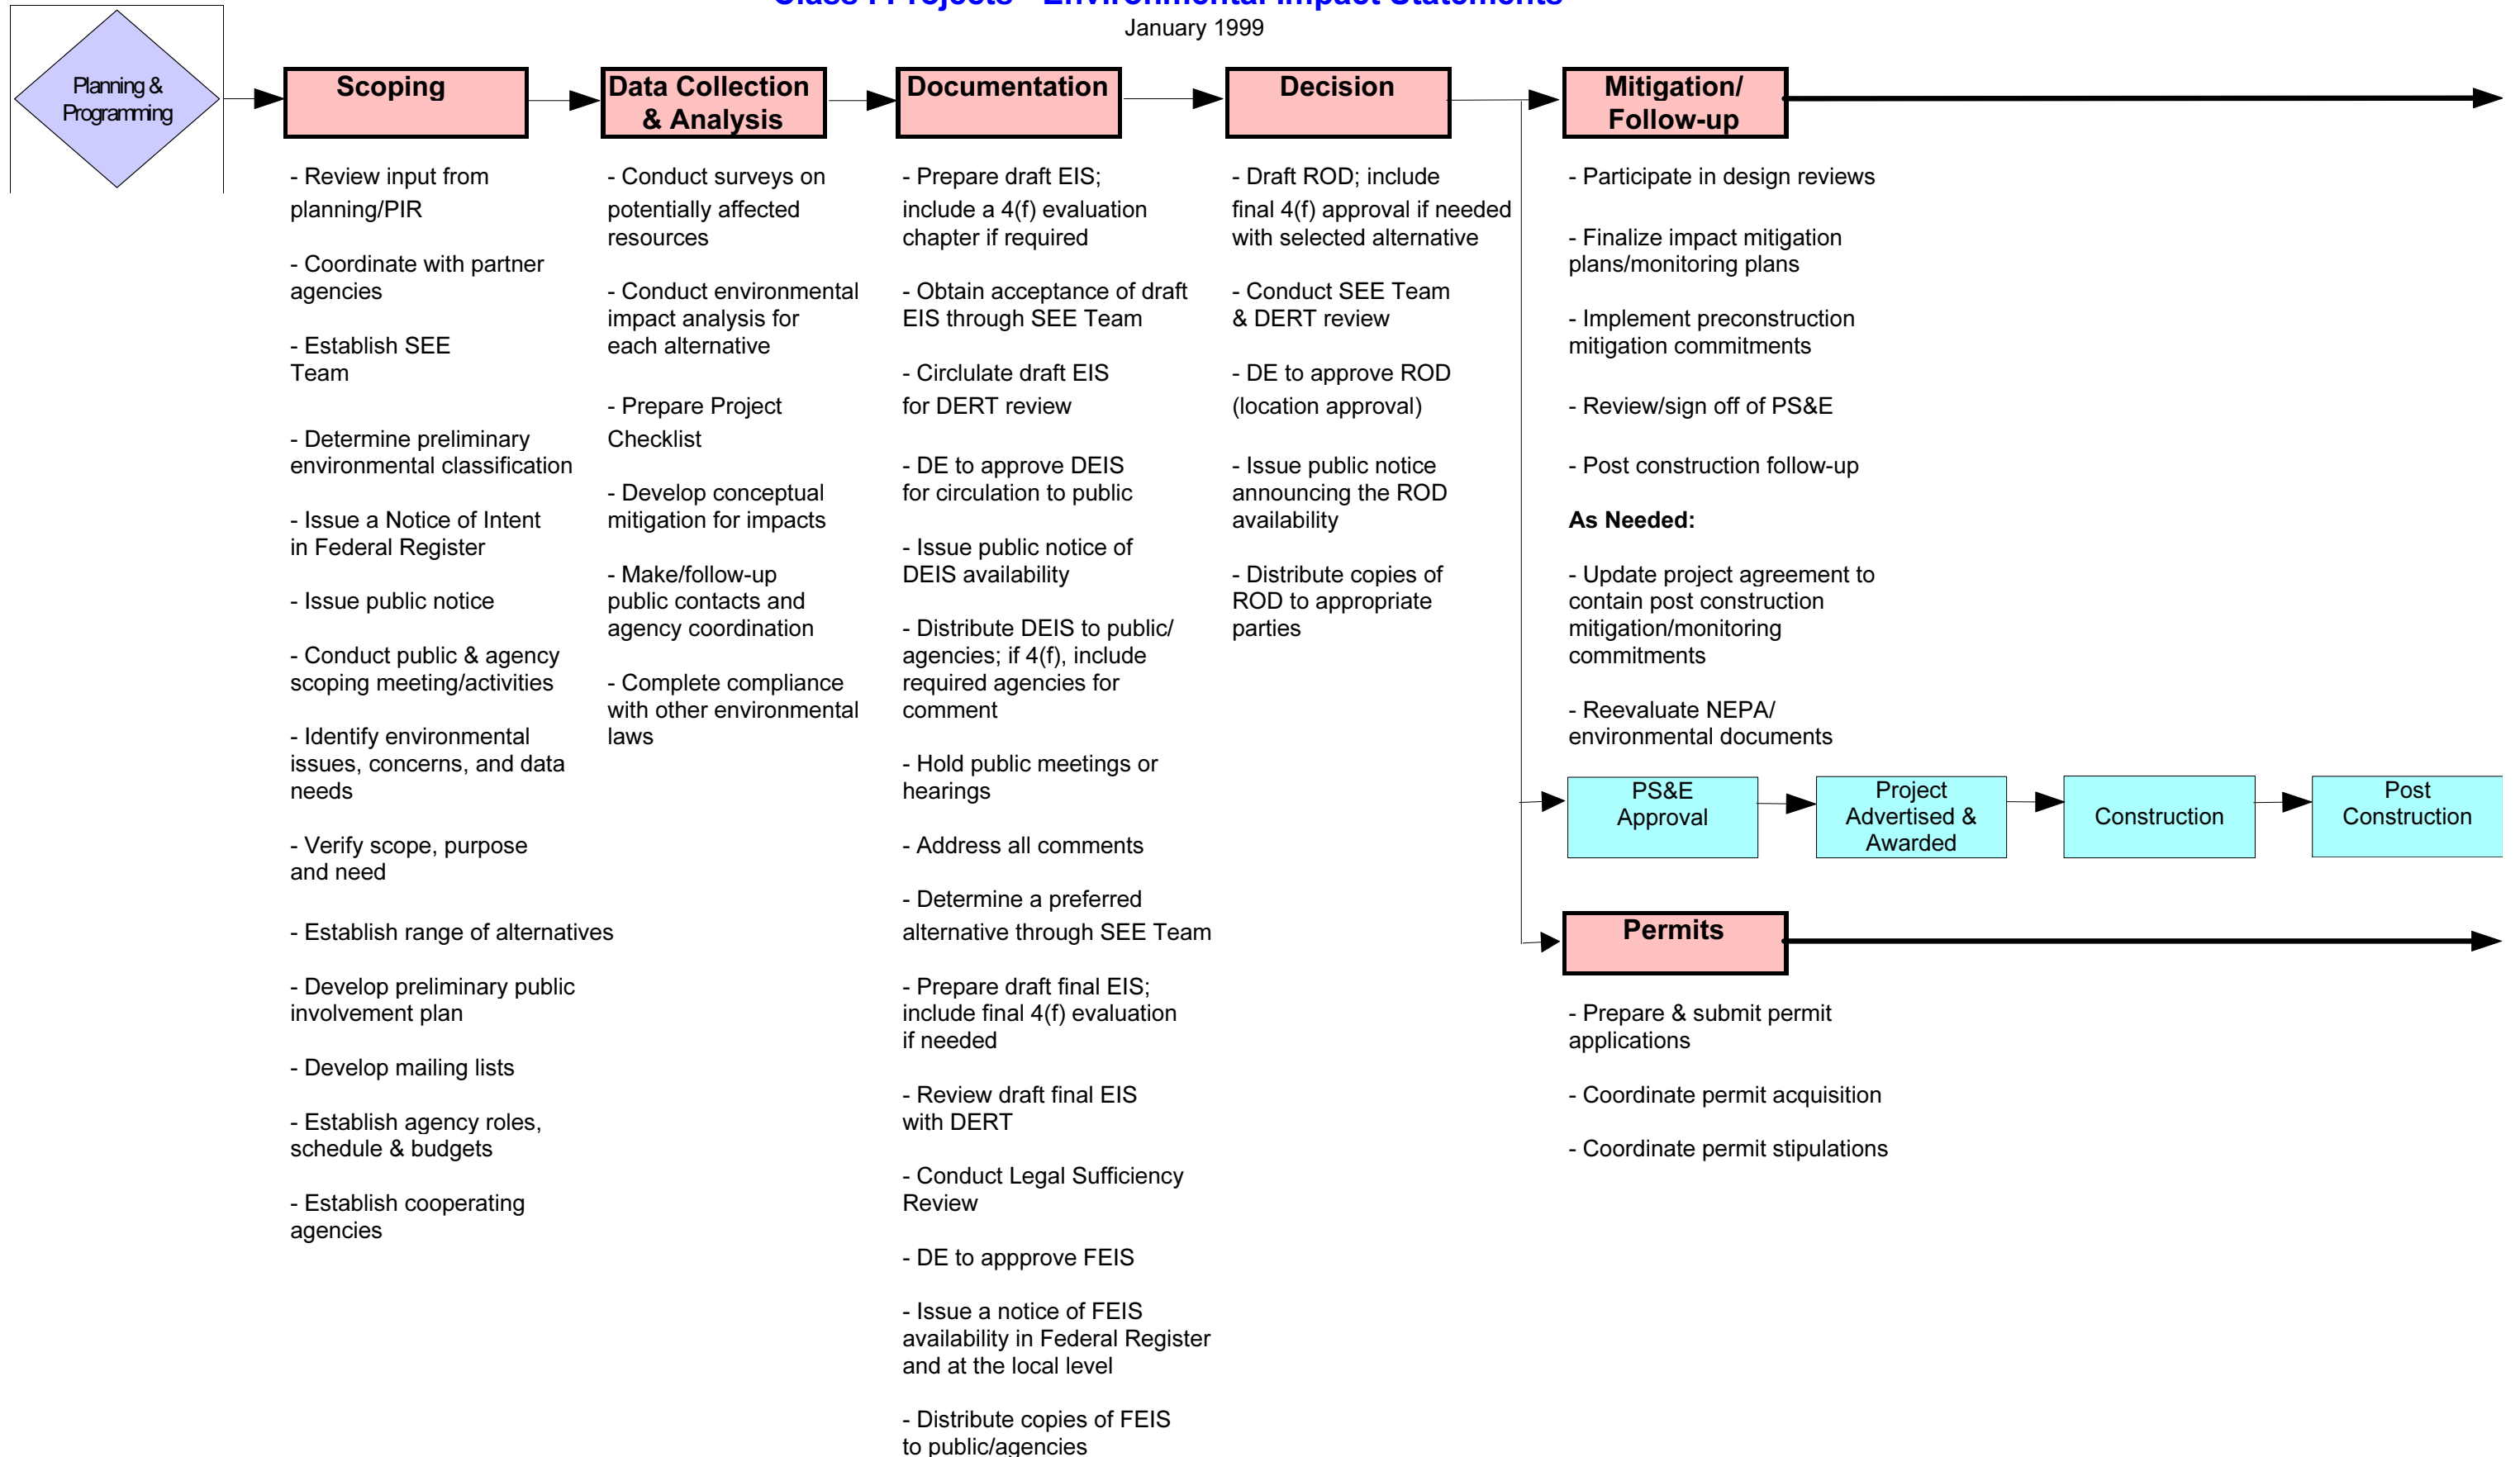 Class I Projects - Environmental Impact Statements
January 1999
Planning &
Programming
Scoping
- Review input from
planning/PIR
- Coordinate with partner
agencies
- Establish SEE
Team
- Determine preliminary
environmental classification
- Issue a Notice of Intent
in Federal Register
- Issue public notice
- Conduct public & agency
scoping meeting/activities
- Identify environmental
issues, concerns, and data
needs
- Verify scope, purpose
and need
- Establish range of alternatives
- Develop preliminary public
involvement plan
- Develop mailing lists
- Establish agency roles,
schedule & budgets
- Establish cooperating
agencies
Data Collection
& Analysis
- Conduct surveys on
potentially affected
resources
- Conduct environmental
impact analysis for
each alternative
- Prepare Project
Checklist
- Develop conceptual
mitigation for impacts
- Make/follow-up
public contacts and
agency coordination
- Complete compliance
with other environmental
laws
Documentation
- Prepare draft EIS;
include a 4(f) evaluation
chapter if required
- Obtain acceptance of draft
EIS through SEE Team
- Circlulate draft EIS
for DERT review
- DE to approve DEIS
for circulation to public
- Issue public notice of
DEIS availability
- Distribute DEIS to public/
agencies; if 4(f), include
required agencies for
comment
- Hold public meetings or
hearings
- Address all comments
- Determine a preferred
alternative through SEE Team
- Prepare draft final EIS;
include final 4(f) evaluation
if needed
- Review draft final EIS
with DERT
- Conduct Legal Sufficiency
Review
- DE to appprove FEIS
- Issue a notice of FEIS
availability in Federal Register
and at the local level
- Distribute copies of FEIS
to public/agencies
Decision
- Draft ROD; include
final 4(f) approval if needed
with selected alternative
- Conduct SEE Team
& DERT review
- DE to approve ROD
(location approval)
- Issue public notice
announcing the ROD
availability
- Distribute copies of
ROD to appropriate
parties
Mitigation/
Follow-up
- Participate in design reviews
- Finalize impact mitigation
plans/monitoring plans
- Implement preconstruction
mitigation commitments
- Review/sign off of PS&E
- Post construction follow-up
As Needed:
- Update project agreement to
contain post construction
mitigation/monitoring
commitments
- Reevaluate NEPA/
environmental documents
PS&E
Approval
Project
Advertised &
Awarded
Construction
Post
Construction
Permits
- Prepare & submit permit
applications
- Coordinate permit acquisition
- Coordinate permit stipulations